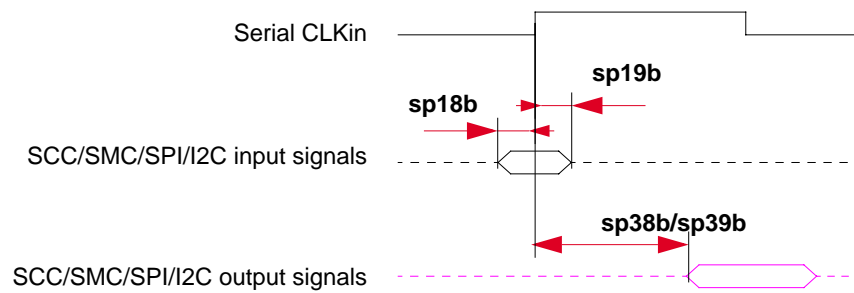 Serial CLKin
sp19b
sp18b
SCC/SMC/SPI/I2C input signals
sp38b/sp39b
SCC/SMC/SPI/I2C output signals